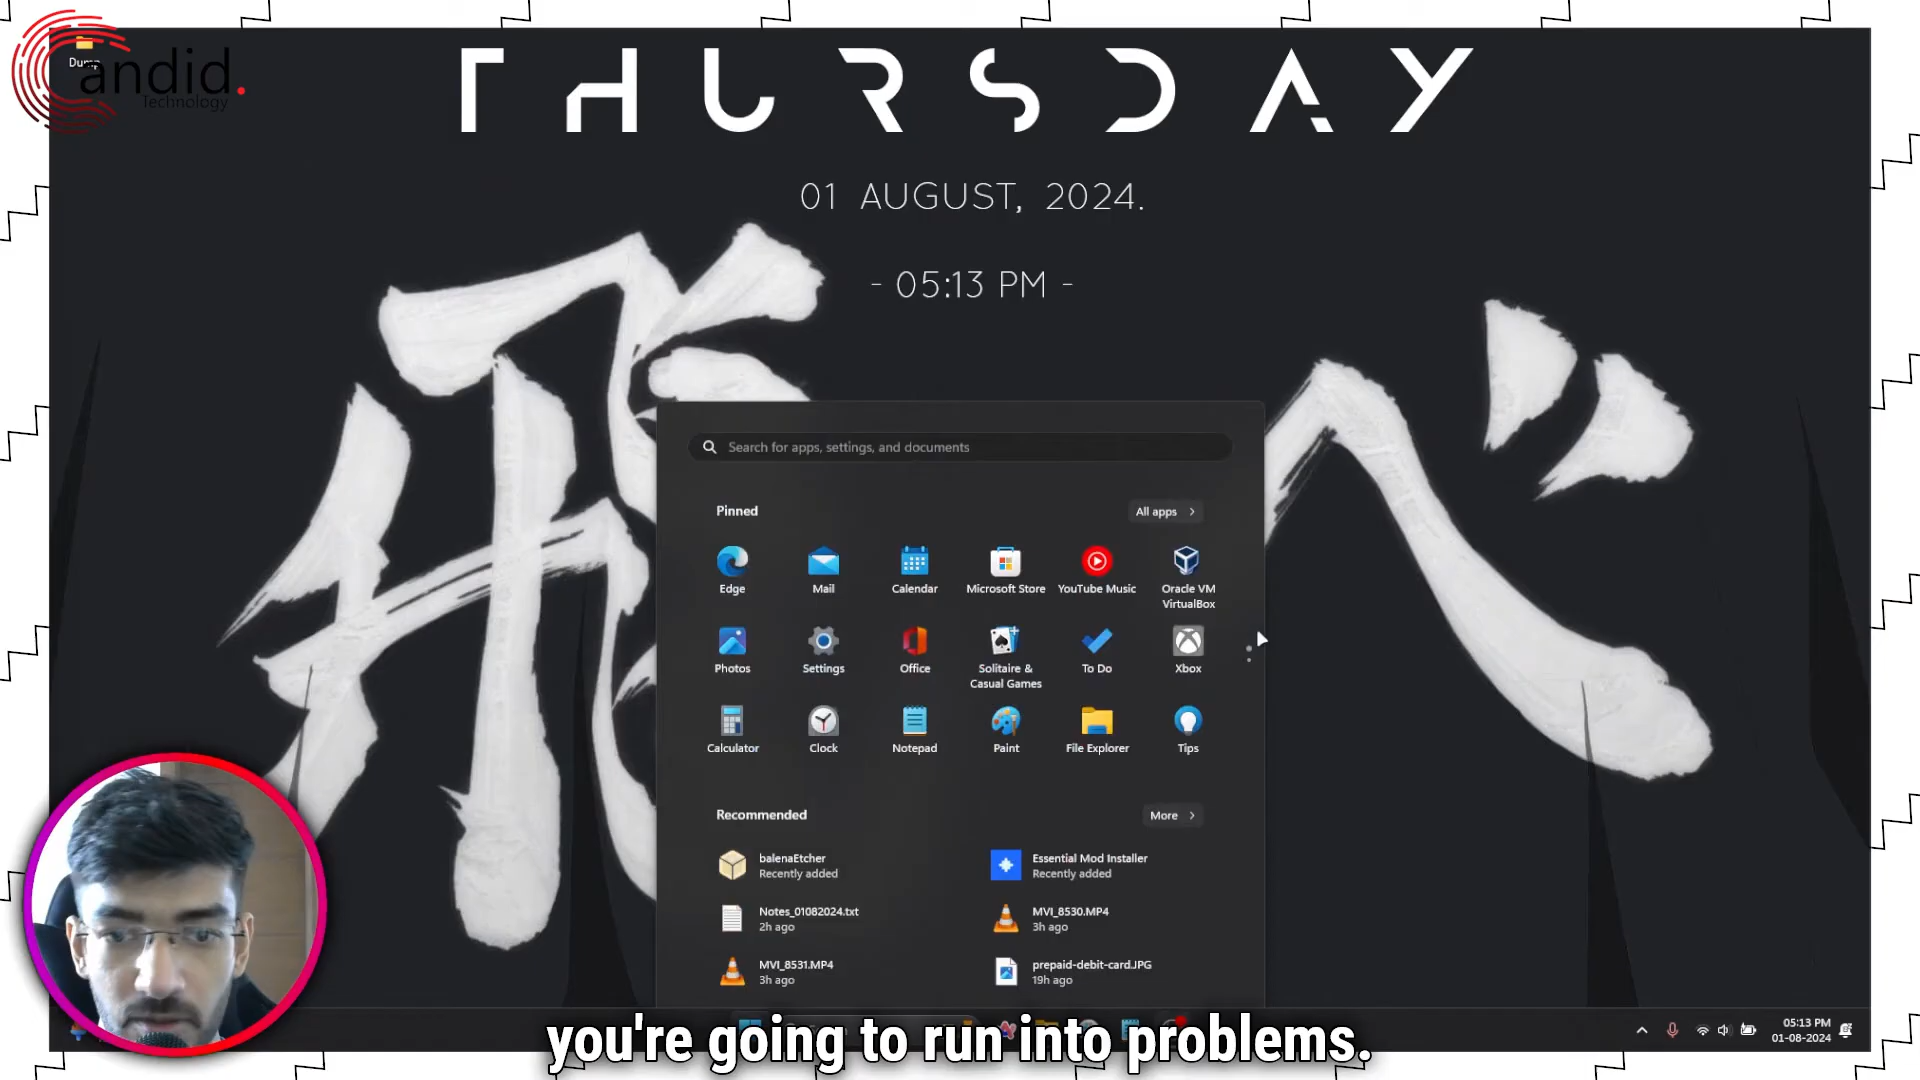 Dump
andid.
Technology
THURSDAY
01 AUGUST, 2024.
- 05:13 PM -
飛べ
Search for apps, settings, and documents
Pinned
All apps
Edge
Mail
Calendar
Microsoft Store
YouTube Music
Oracle VM
VirtualBox
Photos
Settings
Office
Solitaire &
Casual Games
To Do
Xbox
Calculator
Clock
Notepad
Paint
File Explorer
Tips
Recommended
More
balenaEtcher
Recently added
Essential Mod Installer
Recently added
Notes_01082024.txt
2h ago
MVI_8530.MP4
3h ago
MVI_8531.MP4
3h ago
prepaid-debit-card.JPG
19h ago
you're going to run into problems.
05:13 PM
01-08-2024